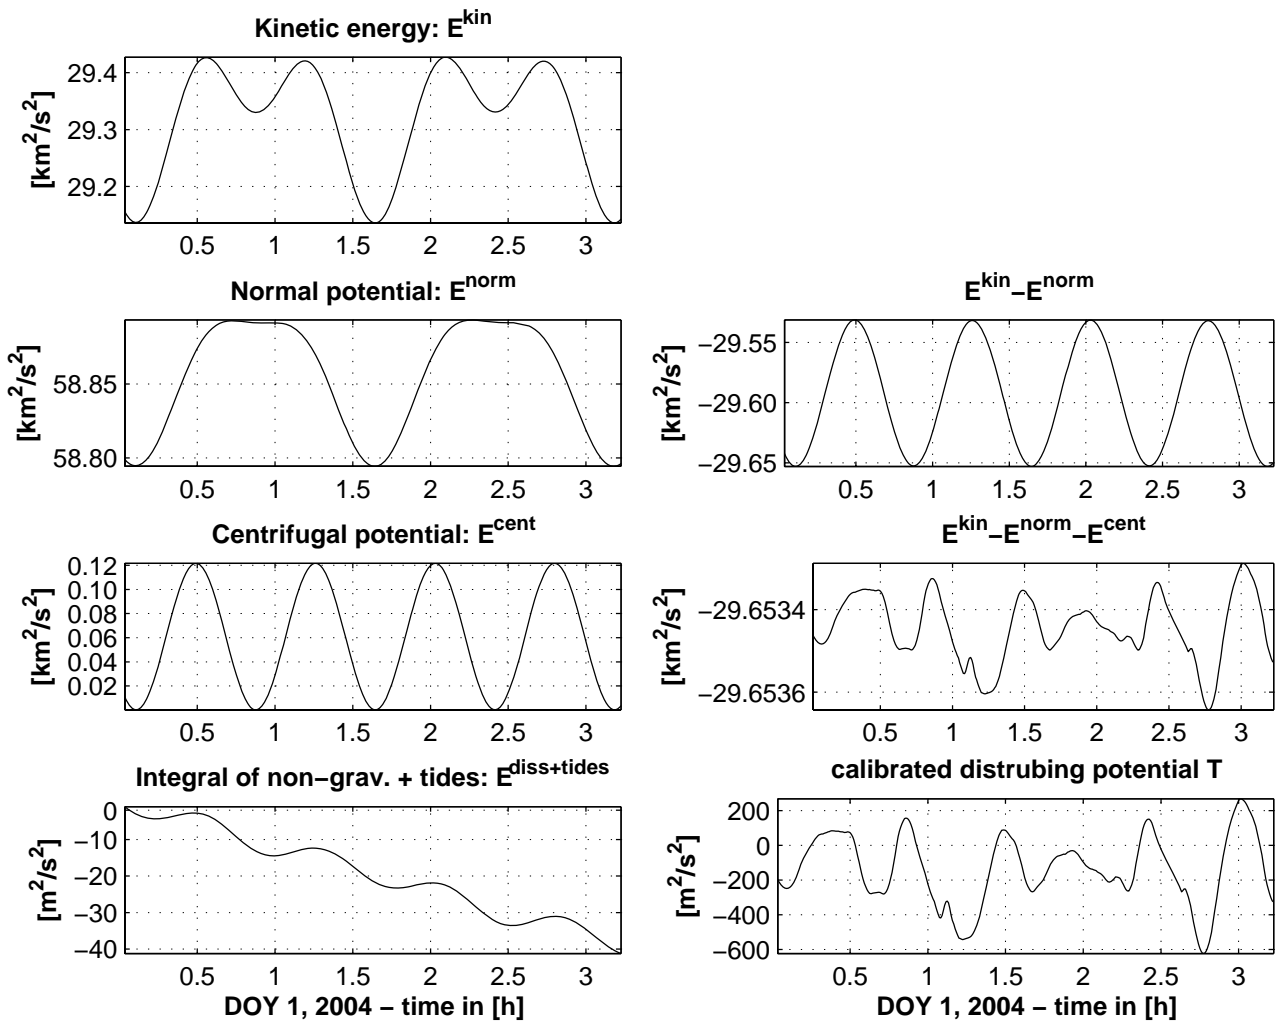 Kinetic energy: E^kin
[km²/s²]
29.4
29.3
29.2
0.5 1 1.5 2 2.5 3
Normal potential: E^norm
[km²/s²]
58.85
58.80
0.5 1 1.5 2 2.5 3
E^kin−E^norm
[km²/s²]
−29.55
−29.60
−29.65
0.5 1 1.5 2 2.5 3
Centrifugal potential: E^cent
[km²/s²]
0.12
0.10
0.08
0.06
0.04
0.02
0.5 1 1.5 2 2.5 3
E^kin−E^norm−E^cent
[km²/s²]
−29.6534
−29.6536
0.5 1 1.5 2 2.5 3
Integral of non−grav. + tides: E^diss+tides
[m²/s²]
0
−10
−20
−30
−40
0.5 1 1.5 2 2.5 3
DOY 1, 2004 − time in [h]
calibrated distrubing potential T
[m²/s²]
200
0
−200
−400
−600
0.5 1 1.5 2 2.5 3
DOY 1, 2004 − time in [h]